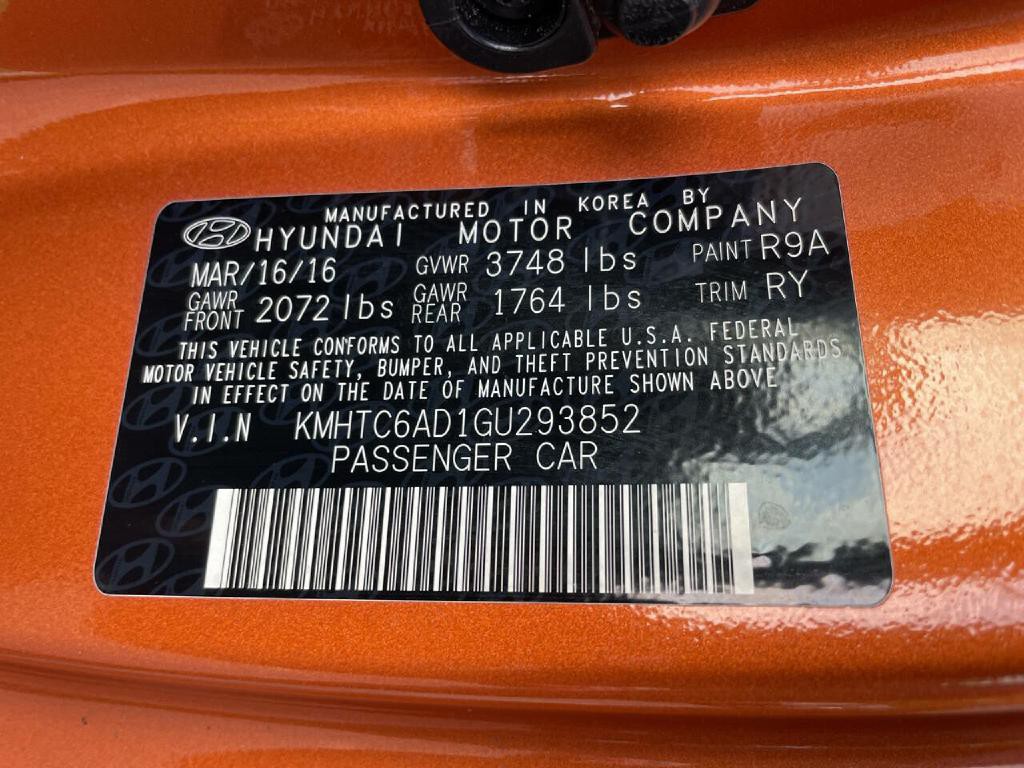 MANUFACTURED IN KOREA BY
HYUNDAI MOTOR COMPANY
MAR/16/16 GVWR 3748 lbs PAINT R9A
GAWR FRONT 2072 lbs GAWR REAR 1764 lbs TRIM RY
THIS VEHICLE CONFORMS TO ALL APPLICABLE U.S.A. FEDERAL
MOTOR VEHICLE SAFETY, BUMPER, AND THEFT PREVENTION STANDARDS
IN EFFECT ON THE DATE OF MANUFACTURE SHOWN ABOVE
V.I.N KMHTC6AD1GU293852
PASSENGER CAR